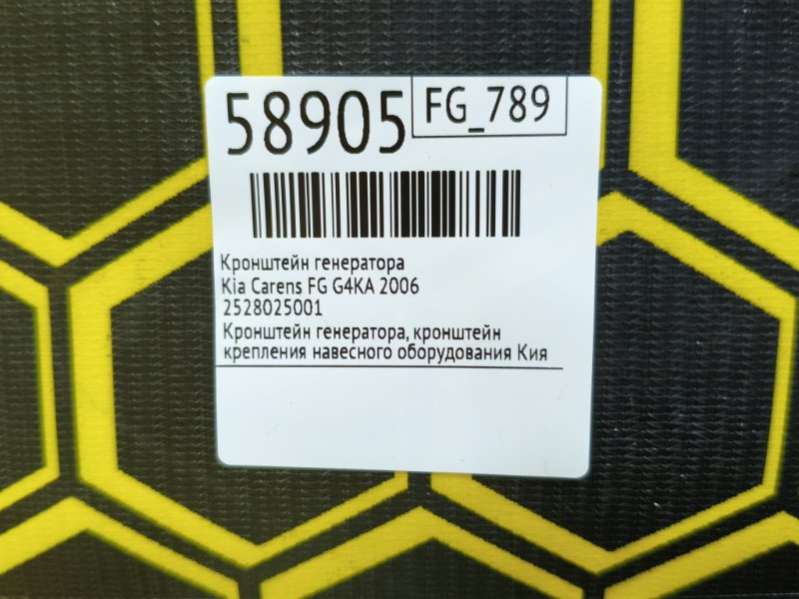 58905
FG_789
Кронштейн генератора
Kia Carens FG G4KA 2006
2528025001
Кронштейн генератора, кронштейн
крепления навесного оборудования Кия